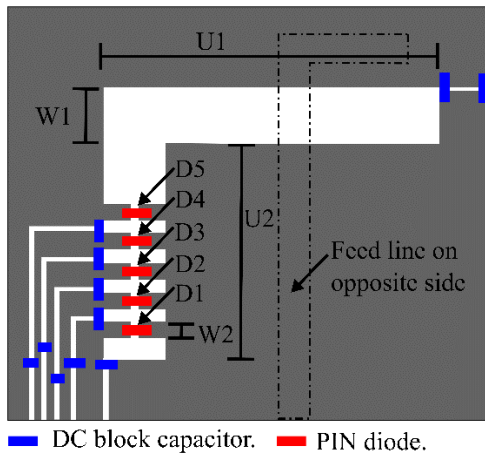 U1
W1
D5
D4
D3
D2
D1
U2
W2
Feed line on
opposite side
DC block capacitor.
PIN diode.